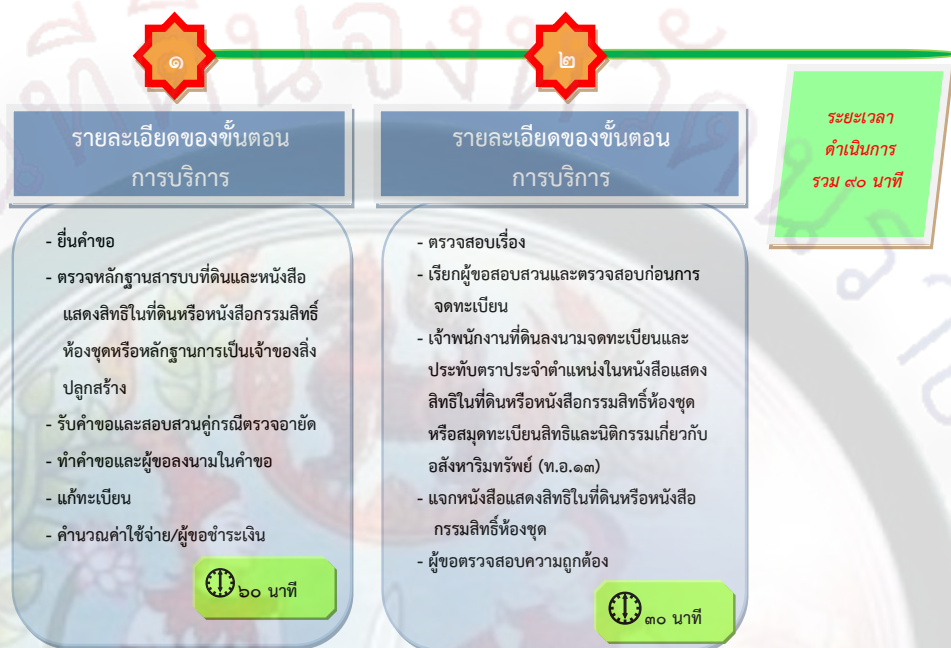 ๑
รายละเอียดของขั้นตอน
การบริการ
- ยื่นคำขอ
- ตรวจหลักฐานสารบบที่ดินและหนังสือ
แสดงสิทธิในที่ดินหรือหนังสือกรรมสิทธิ์
ห้องชุดหรือหลักฐานการเป็นเจ้าของสิ่ง
ปลูกสร้าง
- รับคำขอและสอบสวนคู่กรณีตรวจอายัด
- ทำคำขอและผู้ขอลงนามในคำขอ
- แก้ทะเบียน
- คำนวณค่าใช้จ่าย/ผู้ขอชำระเงิน
๖๐ นาที
๒
รายละเอียดของขั้นตอน
การบริการ
- ตรวจสอบเรื่อง
- เรียกผู้ขอสอบสวนและตรวจสอบก่อนการ
จดทะเบียน
- เจ้าพนักงานที่ดินลงนามจดทะเบียนและ
ประทับตราประจำตำแหน่งในหนังสือแสดง
สิทธิในที่ดินหรือหนังสือกรรมสิทธิ์ห้องชุด
หรือสมุดทะเบียนสิทธิและนิติกรรมเกี่ยวกับ
อสังหาริมทรัพย์ (ท.อ.๑๓)
- แจกหนังสือแสดงสิทธิในที่ดินหรือหนังสือ
กรรมสิทธิ์ห้องชุด
- ผู้ขอตรวจสอบความถูกต้อง
๓๐ นาที
ระยะเวลา
ดำเนินการ
รวม ๙๐ นาที